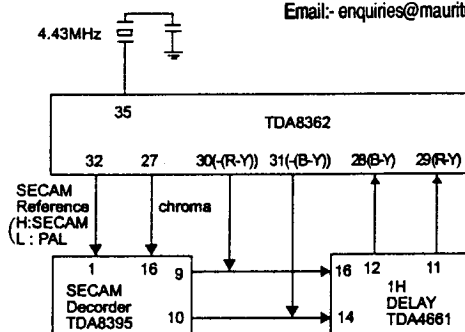 Email:- enquiries@maurit
4.43MHz
35
TDA8362
32 27 30(-(R-Y)) 31(-(B-Y)) 28(B-Y) 29(R-Y)
SECAM
Reference
(H:SECAM
L : PAL
chroma
1 16 9 16 12 11
SECAM
Decorder
TDA8395
10
1H
DELAY
TDA4661
14